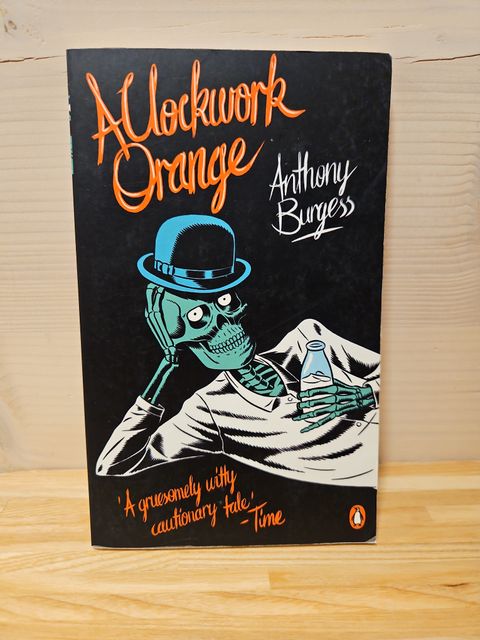 A Clockwork
Orange
Anthony
Burgess
'A gruesomely witty
cautionary tale'
-Time